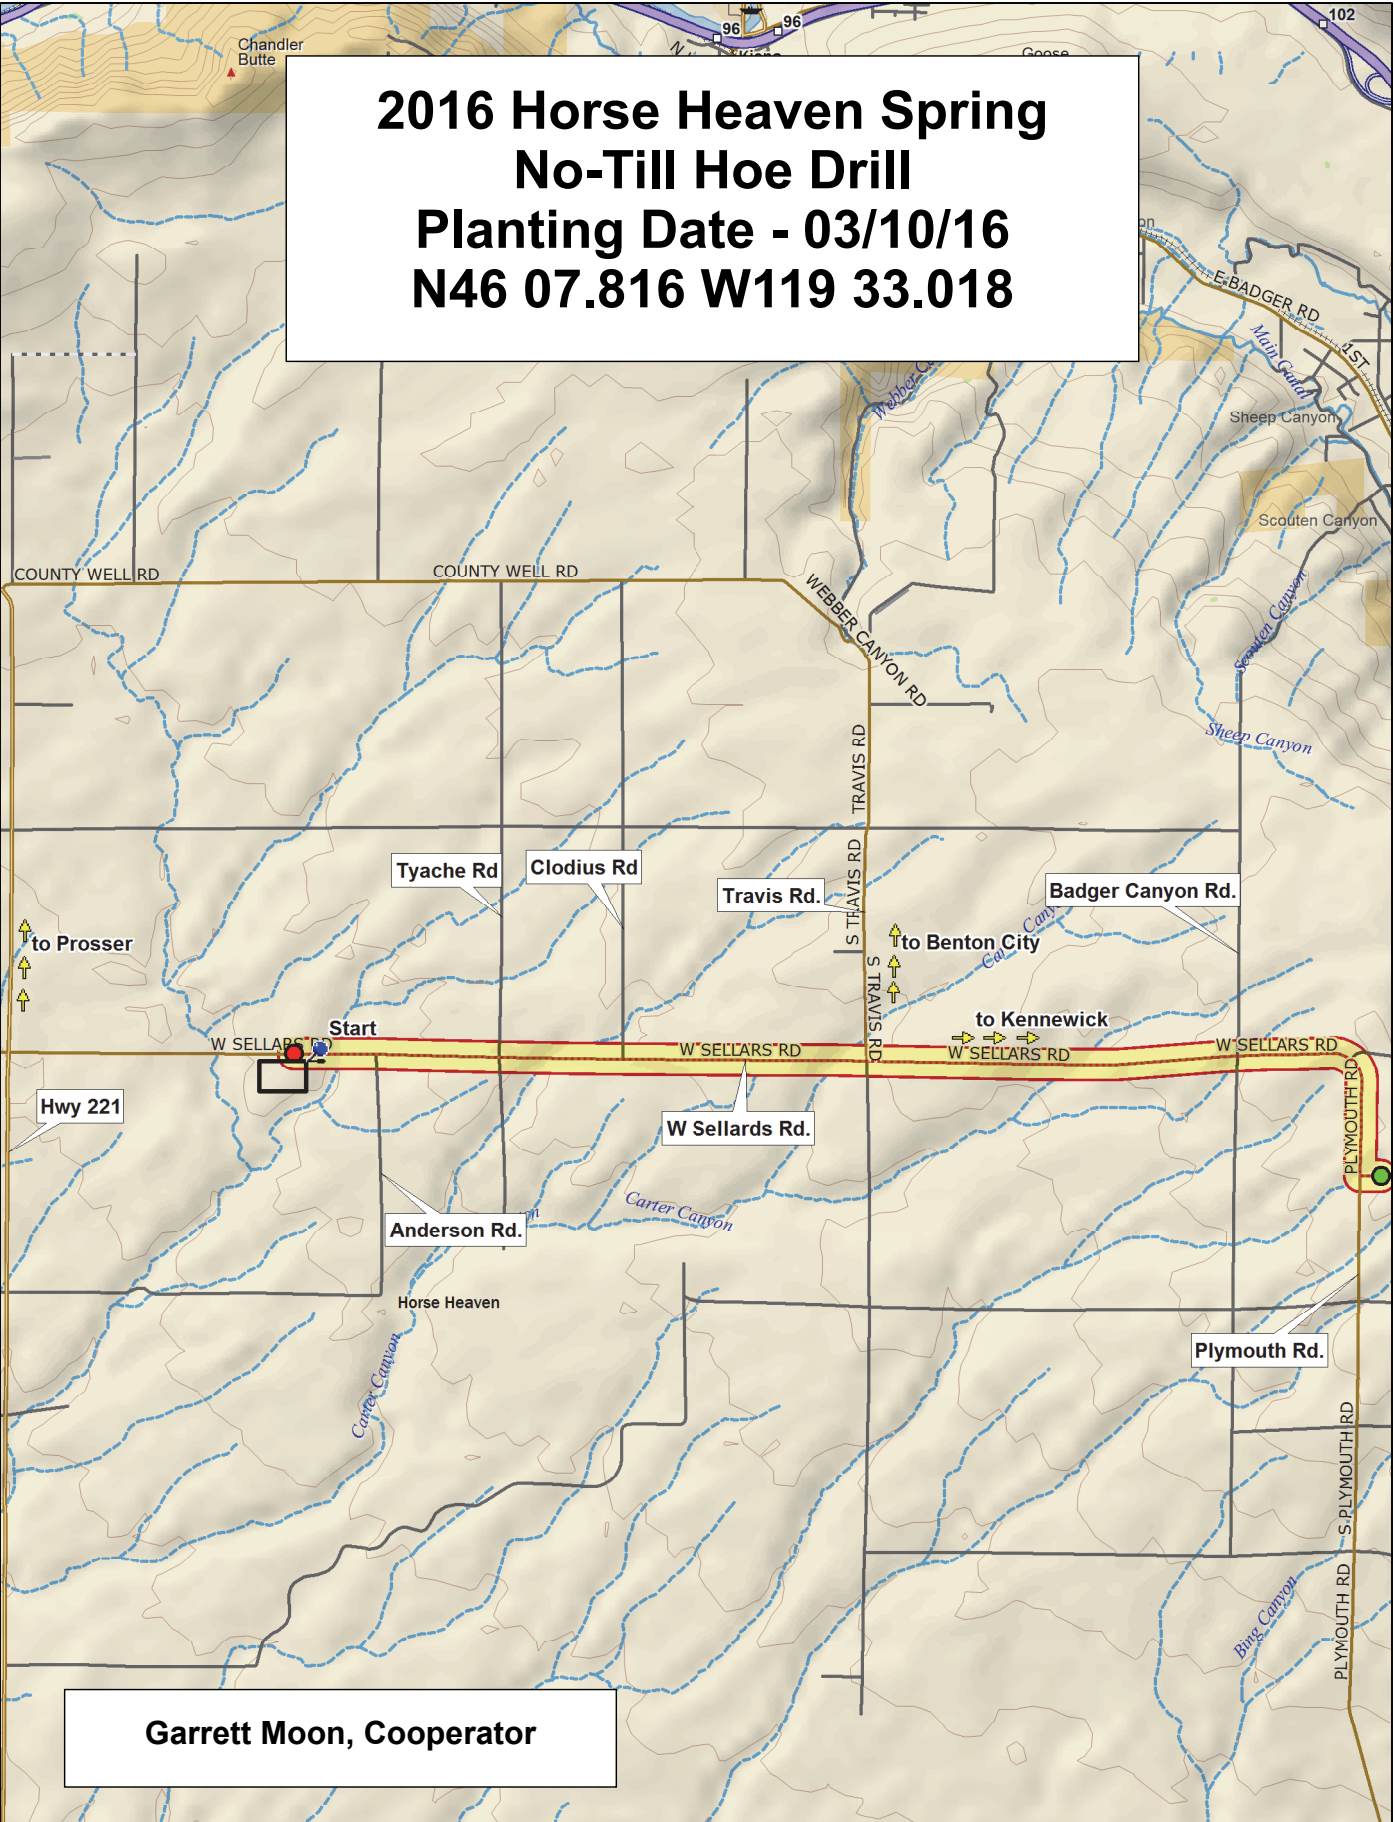 96
96
102
Chandler
Butte
Goose
2016 Horse Heaven Spring
No-Till Hoe Drill
Planting Date - 03/10/16
N46 07.816 W119 33.018
E BADGER RD
1ST
Main Canal
Webber
Sheep Canyon
Scouten Canyon
COUNTY WELL RD
COUNTY WELL RD
WEBBER CANYON RD
Scouten Canyon
Sheep Canyon
TRAVIS RD
S TRAVIS RD
Tyache Rd
Clodius Rd
Travis Rd.
Badger Canyon Rd.
to Prosser
to Benton City
S TRAVIS RD
to Kennewick
Start
W SELLARS RD
W SELLARS RD
W SELLARS RD
W SELLARS RD
PLYMOUTH RD
Hwy 221
W Sellards Rd.
Carter Canyon
Anderson Rd.
Horse Heaven
Plymouth Rd.
Carter Canyon
S PLYMOUTH RD
PLYMOUTH RD
Bing Canyon
Garrett Moon, Cooperator